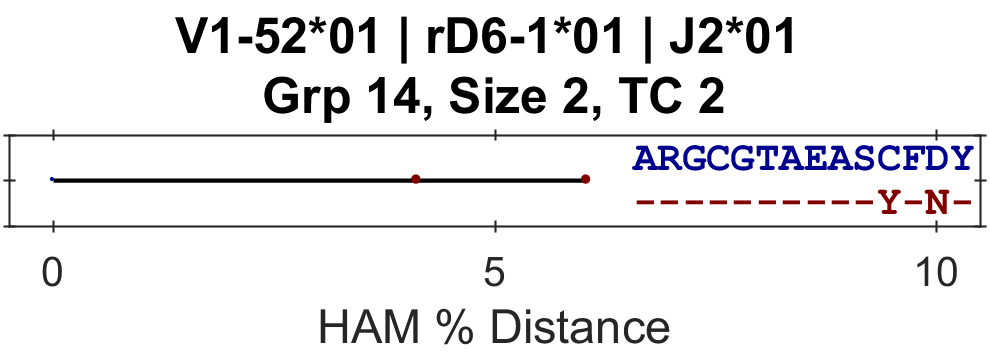 V1-52*01 | rD6-1*01 | J2*01
Grp 14, Size 2, TC 2
ARGCGTAEASCFDY
----------Y-N-
0 5 10
HAM % Distance